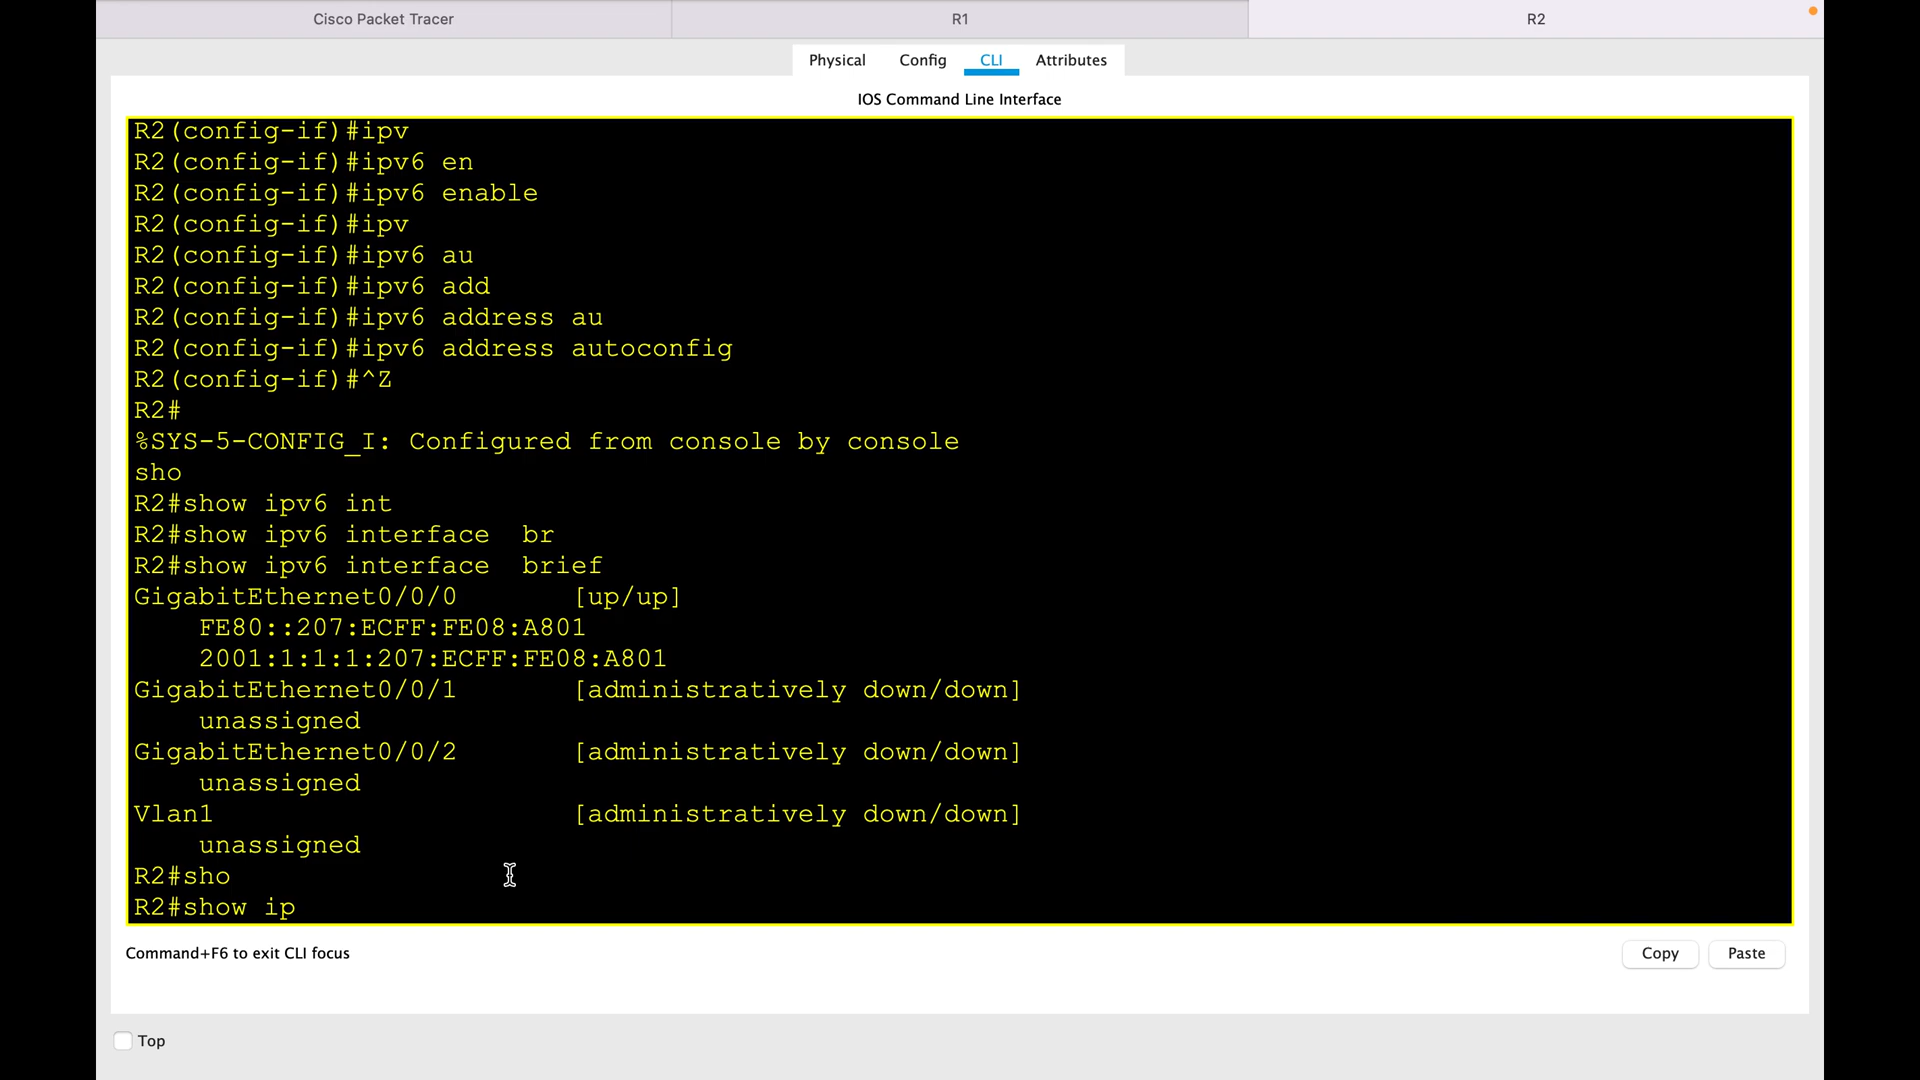 Cisco Packet Tracer R1 R2
Physical Config CLI Attributes
IOS Command Line Interface
R2(config-if)#ipv
R2(config-if)#ipv6 en
R2(config-if)#ipv6 enable
R2(config-if)#ipv
R2(config-if)#ipv6 au
R2(config-if)#ipv6 add
R2(config-if)#ipv6 address au
R2(config-if)#ipv6 address autoconfig
R2(config-if)#^Z
R2#
%SYS-5-CONFIG_I: Configured from console by console
sho
R2#show ipv6 int
R2#show ipv6 interface  br
R2#show ipv6 interface  brief
GigabitEthernet0/0/0       [up/up]
    FE80::207:ECFF:FE08:A801
    2001:1:1:1:207:ECFF:FE08:A801
GigabitEthernet0/0/1       [administratively down/down]
    unassigned
GigabitEthernet0/0/2       [administratively down/down]
    unassigned
Vlan1                      [administratively down/down]
    unassigned
R2#sho
R2#show ip
Command+F6 to exit CLI focus Copy Paste
Top